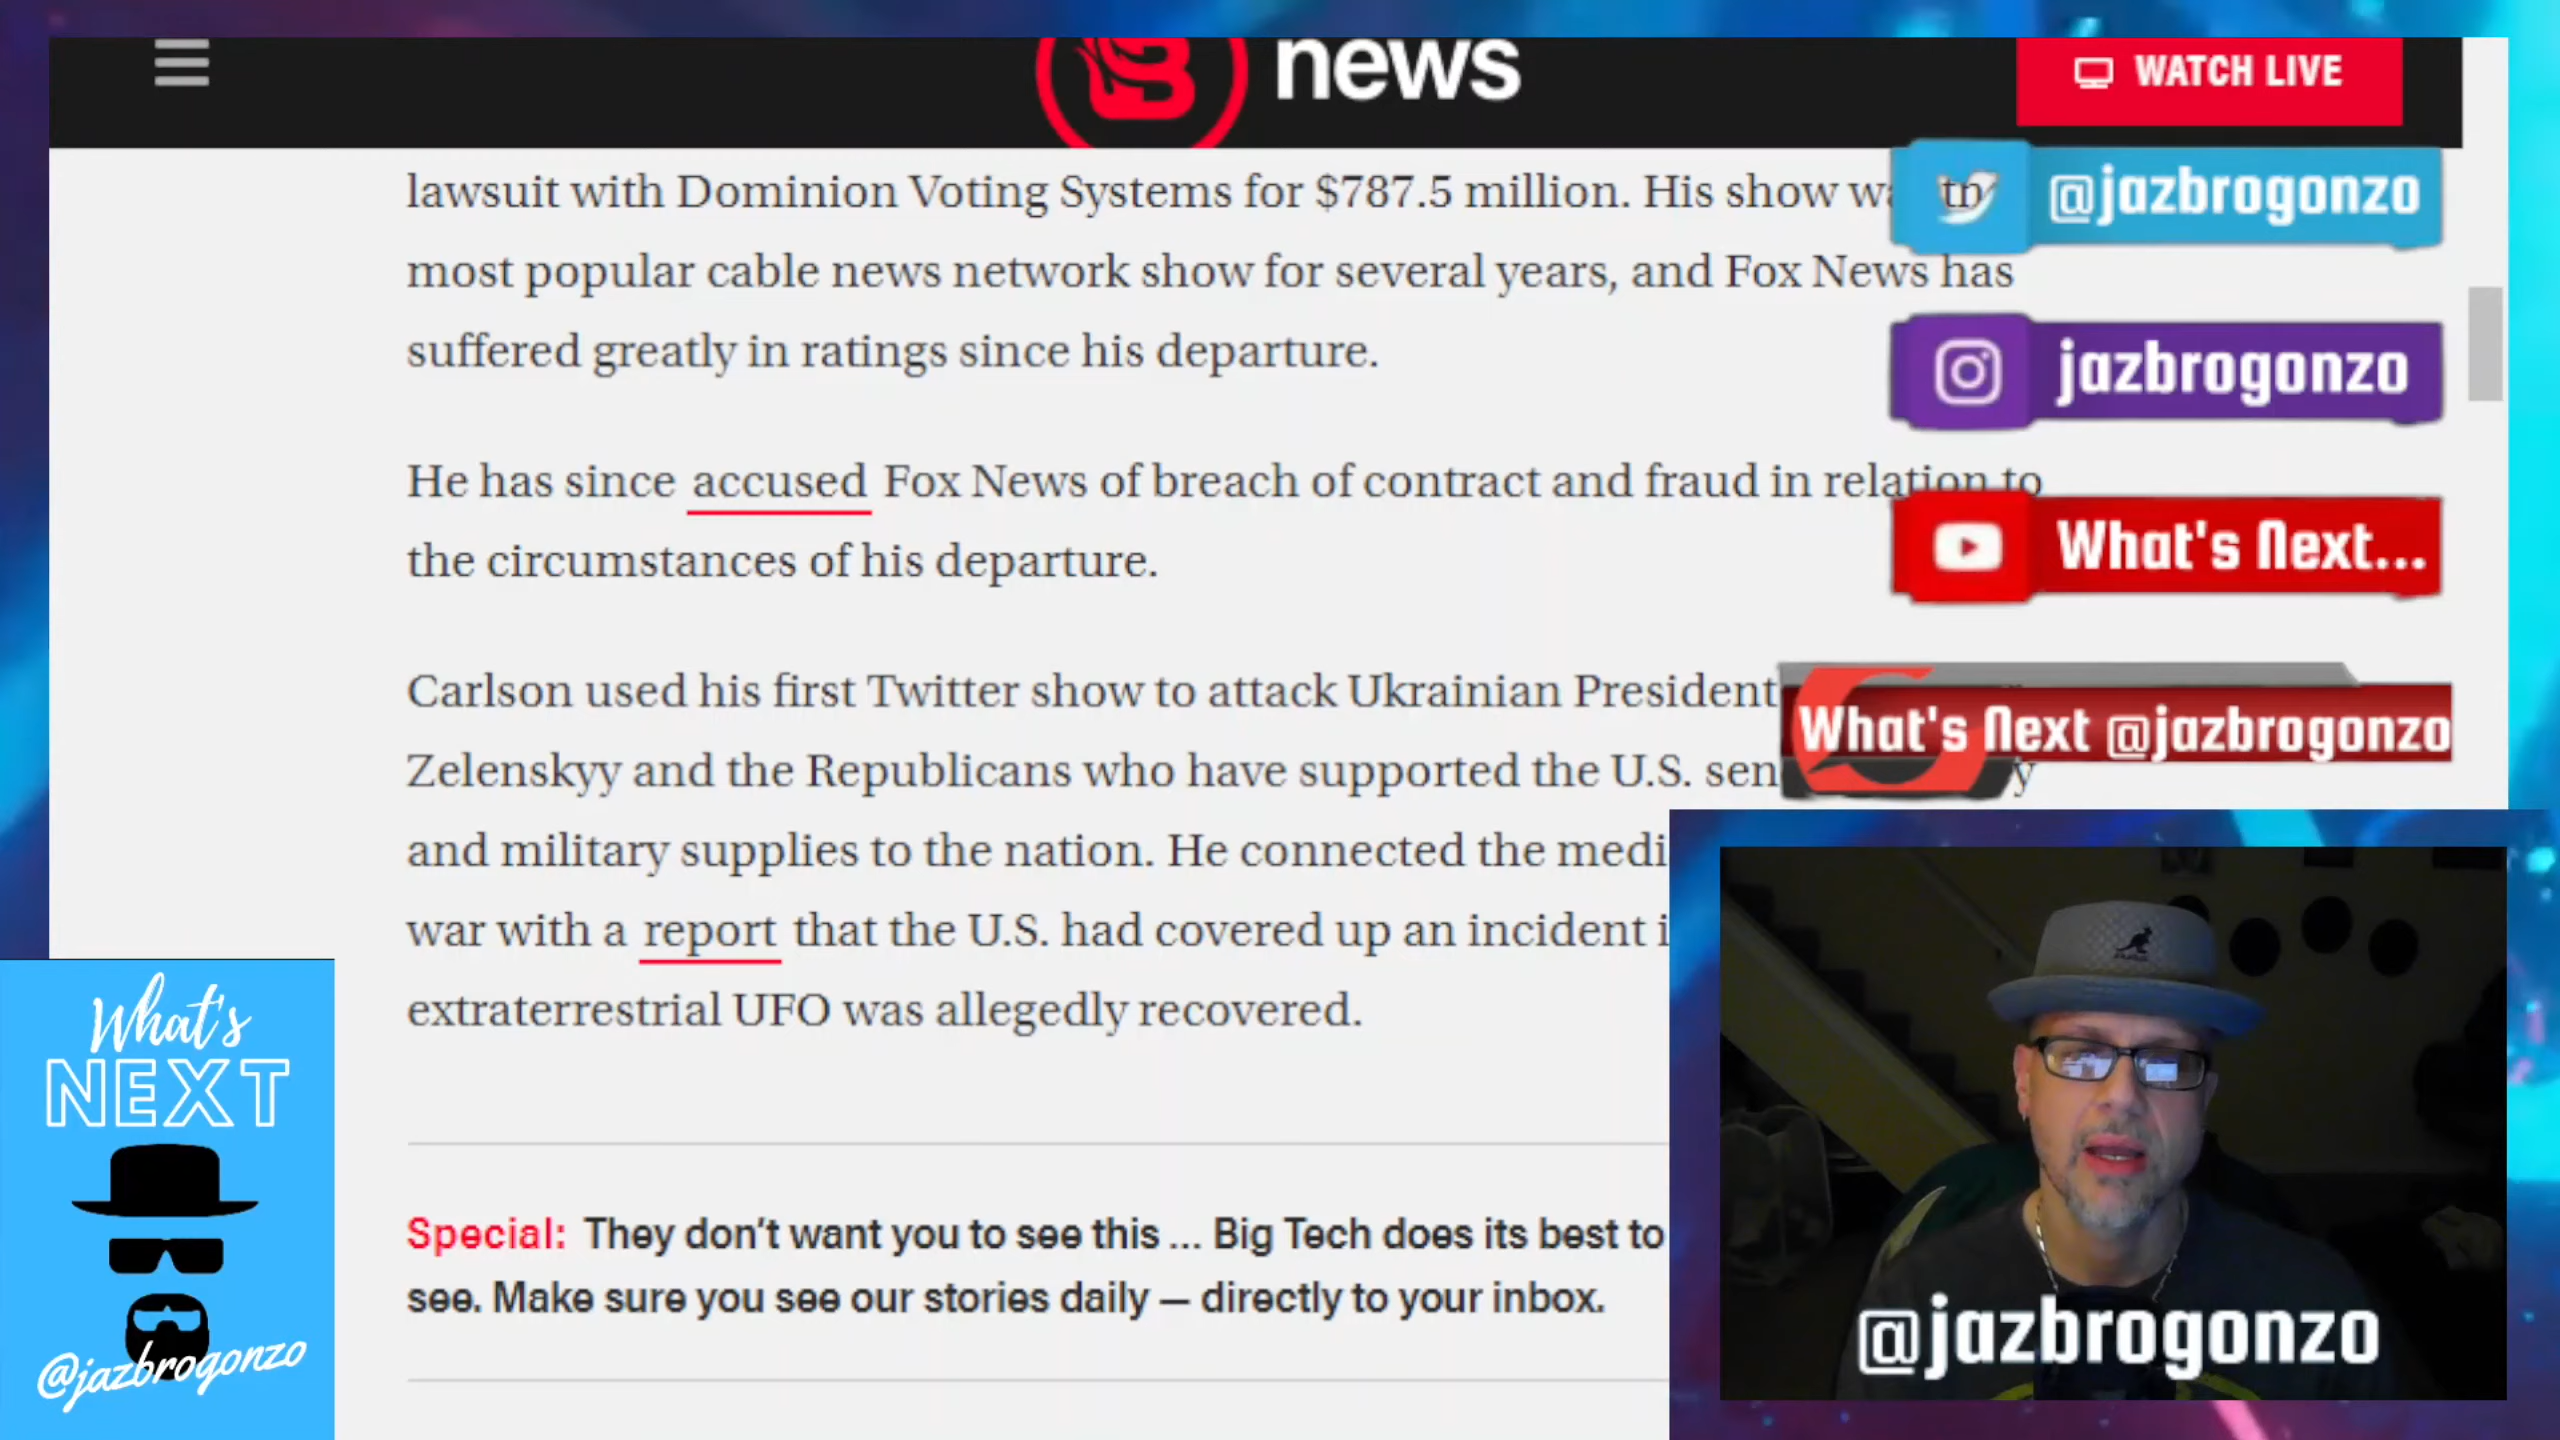 news
WATCH LIVE
lawsuit with Dominion Voting Systems for $787.5 million. His show
most popular cable news network show for several years, and Fox News has
suffered greatly in ratings since his departure.
He has since accused Fox News of breach of contract and fraud in relation to
the circumstances of his departure.
Carlson used his first Twitter show to attack Ukrainian President
Zelenskyy and the Republicans who have supported the U.S.
and military supplies to the nation. He connected the
war with a report that the U.S. had covered up an incident
extraterrestrial UFO was allegedly recovered.
Special: They don't want you to see this ... Big Tech does its best to
see. Make sure you see our stories daily — directly to your inbox.
@jazbrogonzo
jazbrogonzo
What's Next...
What's Next @jazbrogonzo
What's
NEXT
@jazbrogonzo
@jazbrogonzo